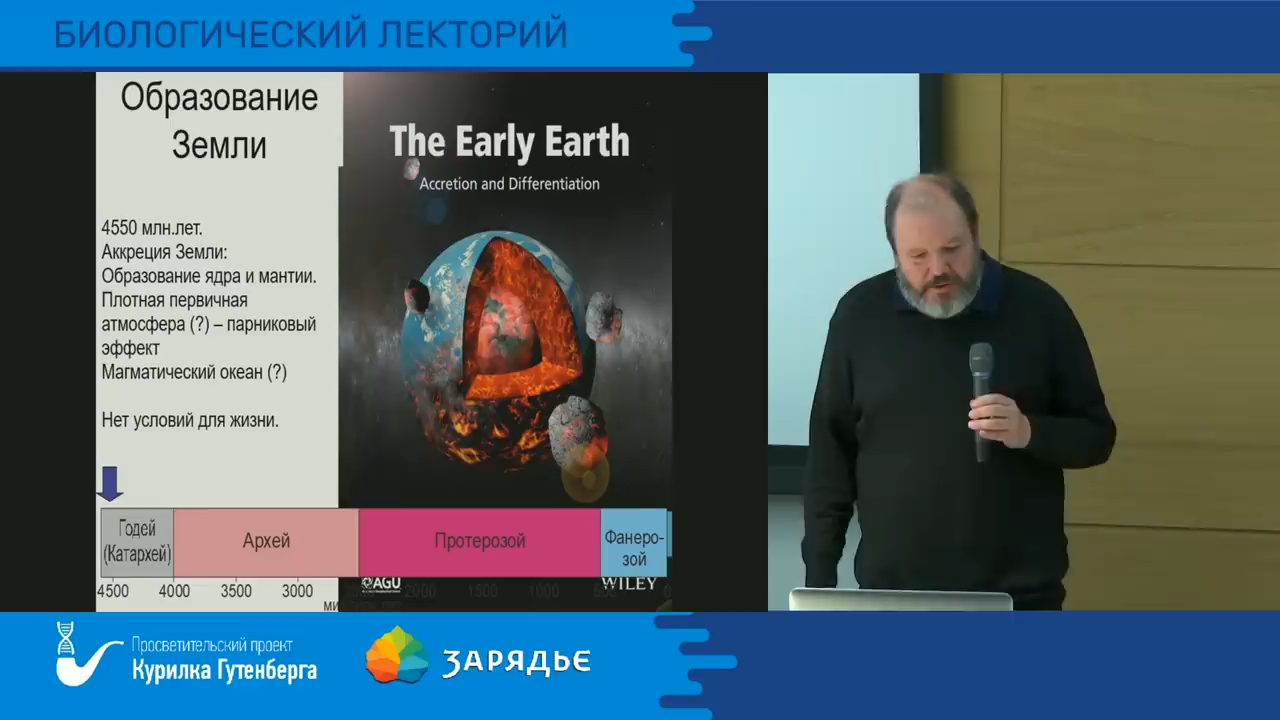 БИОЛОГИЧЕСКИЙ ЛЕКТОРИЙ
Образование
Земли
4550 млн.лет.
Аккреция Земли:
Образование ядра и мантии.
Плотная первичная
атмосфера (?) – парниковый
эффект
Магматический океан (?)
Нет условий для жизни.
The Early Earth
Accretion and Differentiation
Годей
(Катархей)
Архей
Протерозой
Фанеро-
зой
AGU
WILEY
4500 4000 3500 3000 2000 1500 1000 500 0
Просветительский проект
Курилка Гутенберга
ЗАРЯДЬЕ